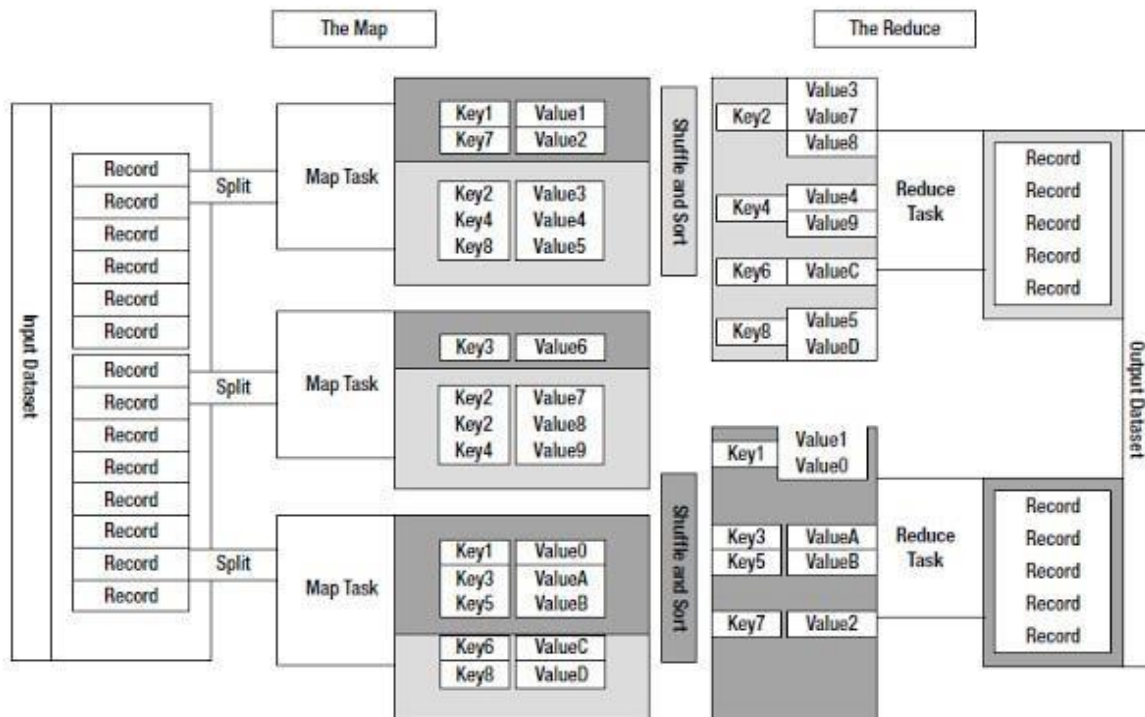 The Map
The Reduce
Input Dataset
Record
Record
Record
Record
Record
Record
Record
Record
Record
Record
Record
Record
Record
Record
Split
Split
Split
Map Task
Key1 Value1
Key7 Value2
Key2 Value3
Key4 Value4
Key8 Value5
Map Task
Key3 Value6
Key2 Value7
Key2 Value8
Key4 Value9
Map Task
Key1 Value0
Key3 ValueA
Key5 ValueB
Key6 ValueC
Key8 ValueD
Shuffle and Sort
Shuffle and Sort
Value3
Key2 Value7
Value8
Value4
Key4 Value9
Key6 ValueC
Value5
Key8 ValueD
Reduce
Task
Record
Record
Record
Record
Record
Value1
Key1 Value0
Key3 ValueA
Key5 ValueB
Key7 Value2
Reduce
Task
Record
Record
Record
Record
Record
Output Dataset